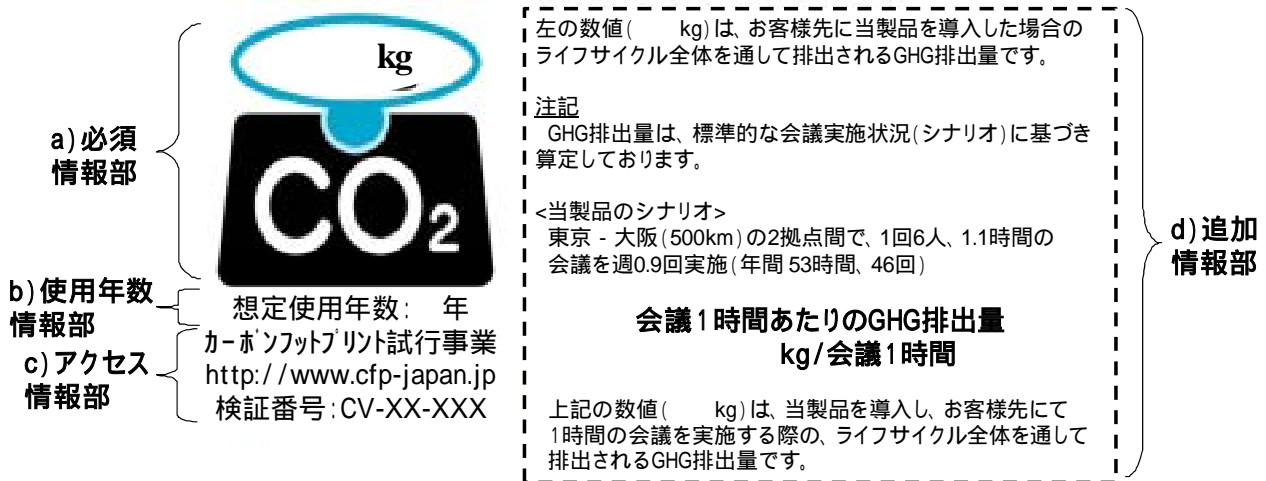 a)必須
情報部
kg
CO2
b)使用年数
情報部
想定使用年数: 年
c)アクセス
情報部
カーボンフットプリント試行事業
http://www.cfp-japan.jp
検証番号:CV-XX-XXX
左の数値( kg)は、お客様先に当製品を導入した場合の
ライフサイクル全体を通して排出されるGHG排出量です。
注記
GHG排出量は、標準的な会議実施状況(シナリオ)に基づき
算定しております。
<当製品のシナリオ>
東京 - 大阪(500km)の2拠点間で、1回6人、1.1時間の
会議を週0.9回実施(年間 53時間、46回)
会議1時間あたりのGHG排出量
kg/会議1時間
上記の数値( kg)は、当製品を導入し、お客様先にて
1時間の会議を実施する際の、ライフサイクル全体を通して
排出されるGHG排出量です。
d)追加
情報部